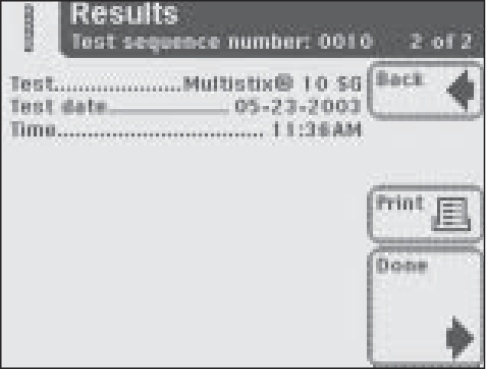 Results
Test sequence number: 0010 2 of 2
Test.....................Multistix® 10 SG
Test date.................... 05-23-2003
Time.................................. 11:36AM
Back
Print
Done